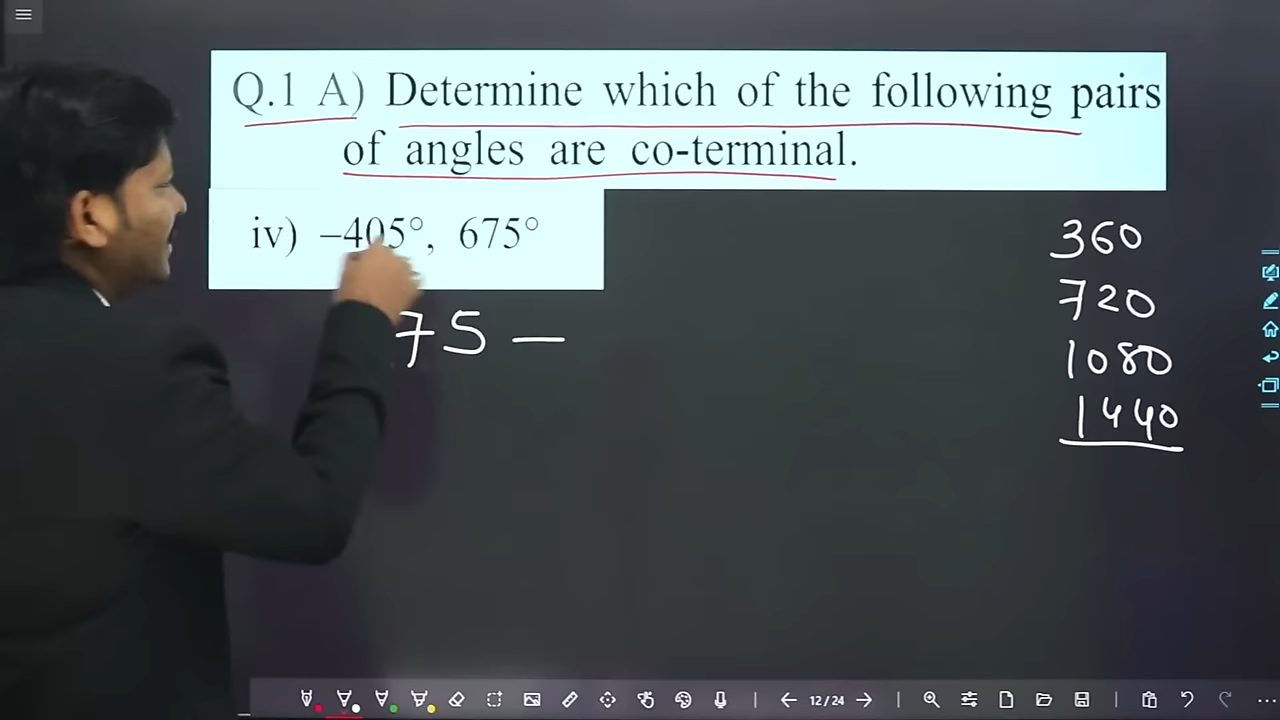 Q.1 A) Determine which of the following pairs
of angles are co-terminal.
iv) –405°, 675°
75 –
360
720
1080
1440
12/24